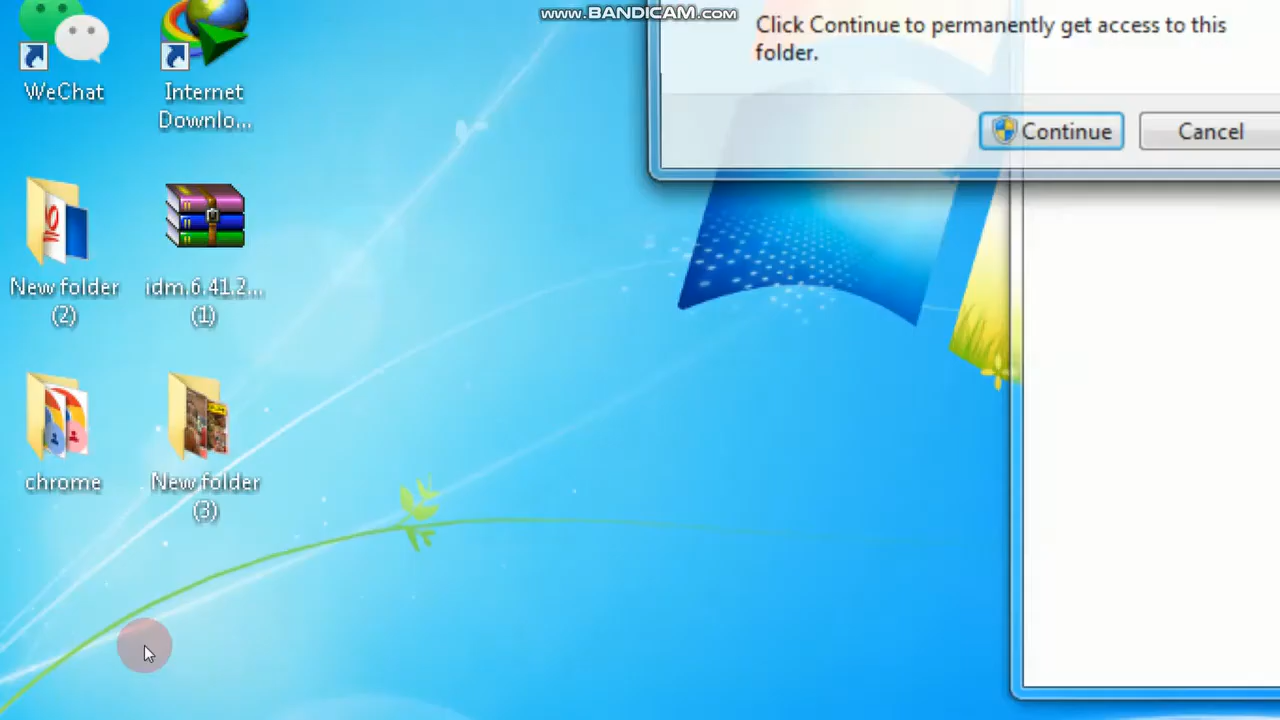 www.BANDICAM.com
Click Continue to permanently get access to this
folder.
Continue
Cancel
WeChat
Internet
Downlo...
New folder
(2)
idm.6.41.2...
(1)
chrome
New folder
(3)